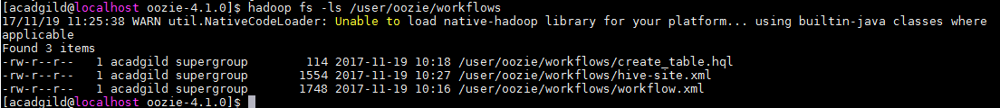 [acadgild@localhost oozie-4.1.0]$ hadoop fs -ls /user/oozie/workflows
17/11/19 11:25:38 WARN util.NativeCodeLoader: Unable to load native-hadoop library for your platform... using builtin-java classes where
applicable
Found 3 items
-rw-r--r--   1 acadgild supergroup        114 2017-11-19 10:18 /user/oozie/workflows/create_table.hql
-rw-r--r--   1 acadgild supergroup       1554 2017-11-19 10:27 /user/oozie/workflows/hive-site.xml
-rw-r--r--   1 acadgild supergroup       1748 2017-11-19 10:16 /user/oozie/workflows/workflow.xml
[acadgild@localhost oozie-4.1.0]$